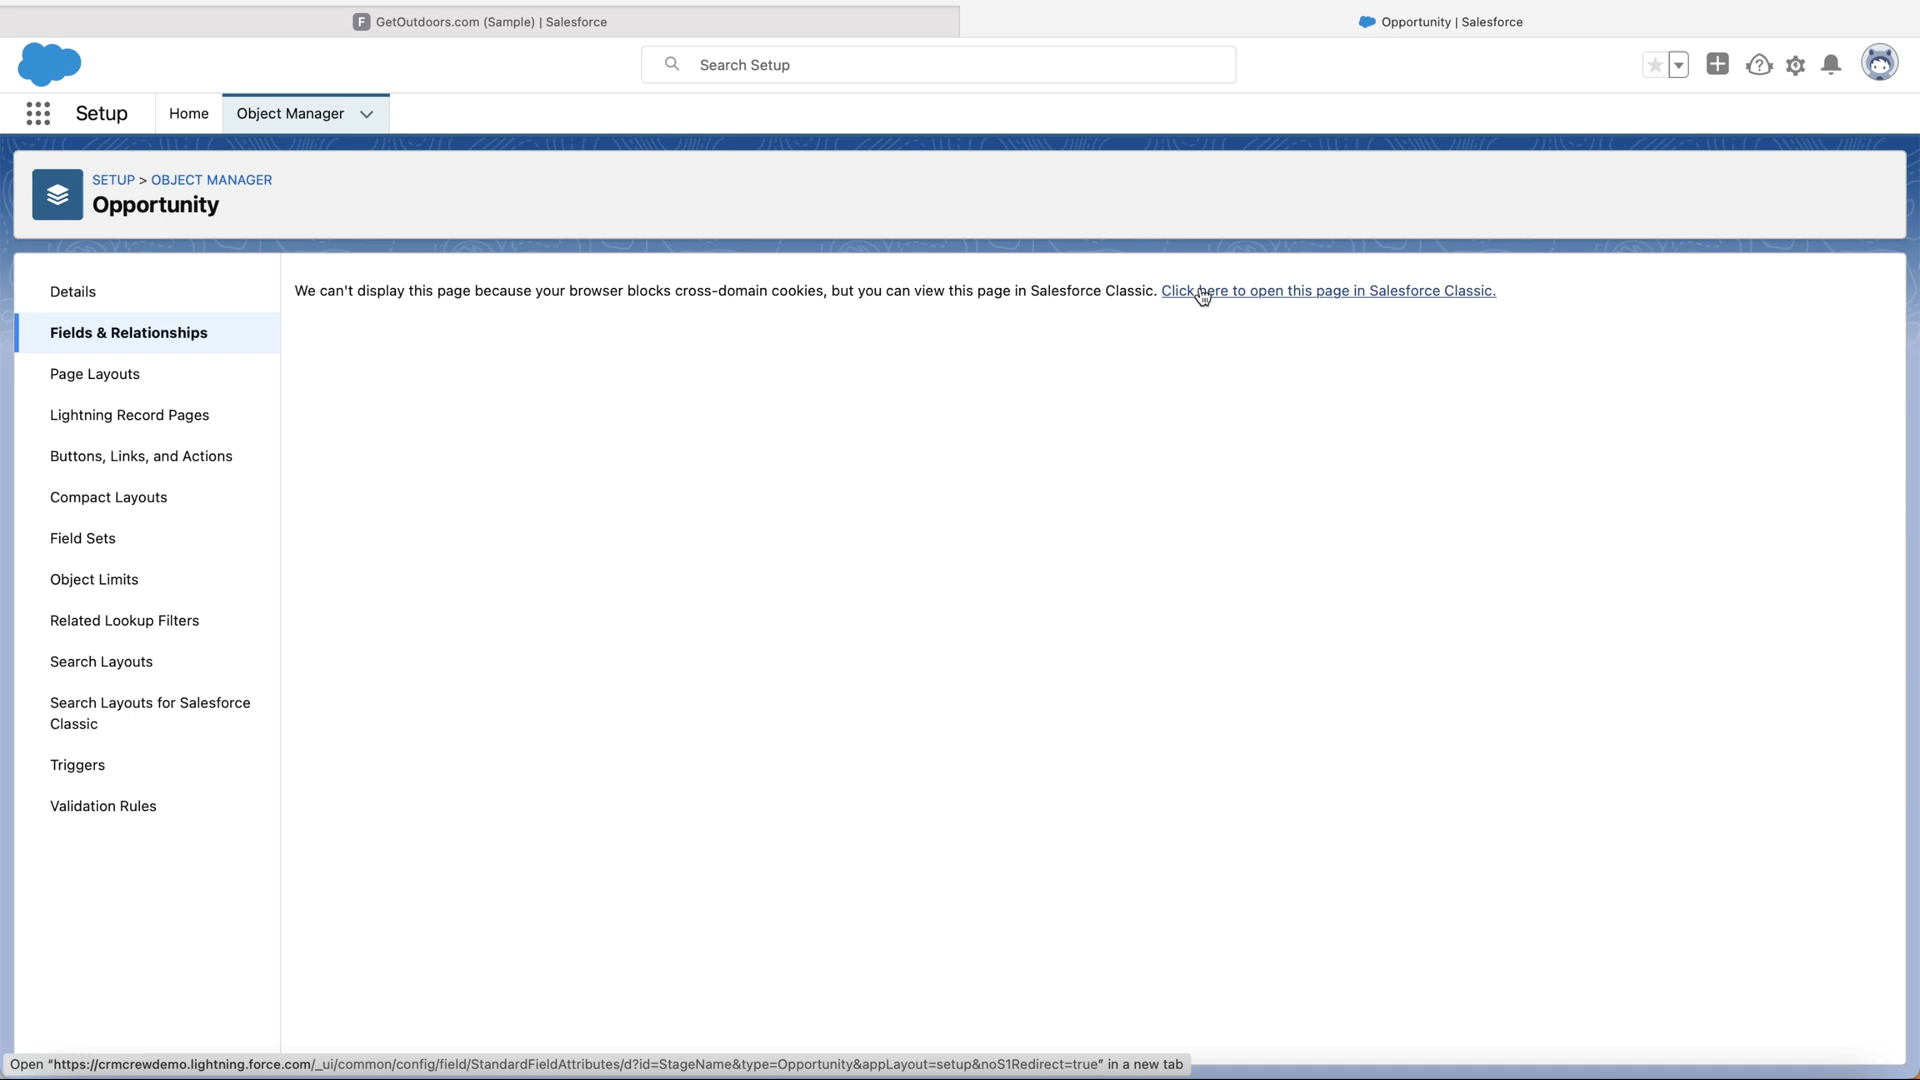 F GetOutdoors.com (Sample) | Salesforce
Opportunity | Salesforce
Search Setup
Setup
Home
Object Manager
SETUP > OBJECT MANAGER
Opportunity
Details
We can't display this page because your browser blocks cross-domain cookies, but you can view this page in Salesforce Classic. Click here to open this page in Salesforce Classic.
Fields & Relationships
Page Layouts
Lightning Record Pages
Buttons, Links, and Actions
Compact Layouts
Field Sets
Object Limits
Related Lookup Filters
Search Layouts
Search Layouts for Salesforce
Classic
Triggers
Validation Rules
Open “https://crmcrewdemo.lightning.force.com/_ui/common/config/field/StandardFieldAttributes/d?id=StageName&type=Opportunity&appLayout=setup&noS1Redirect=true” in a new tab